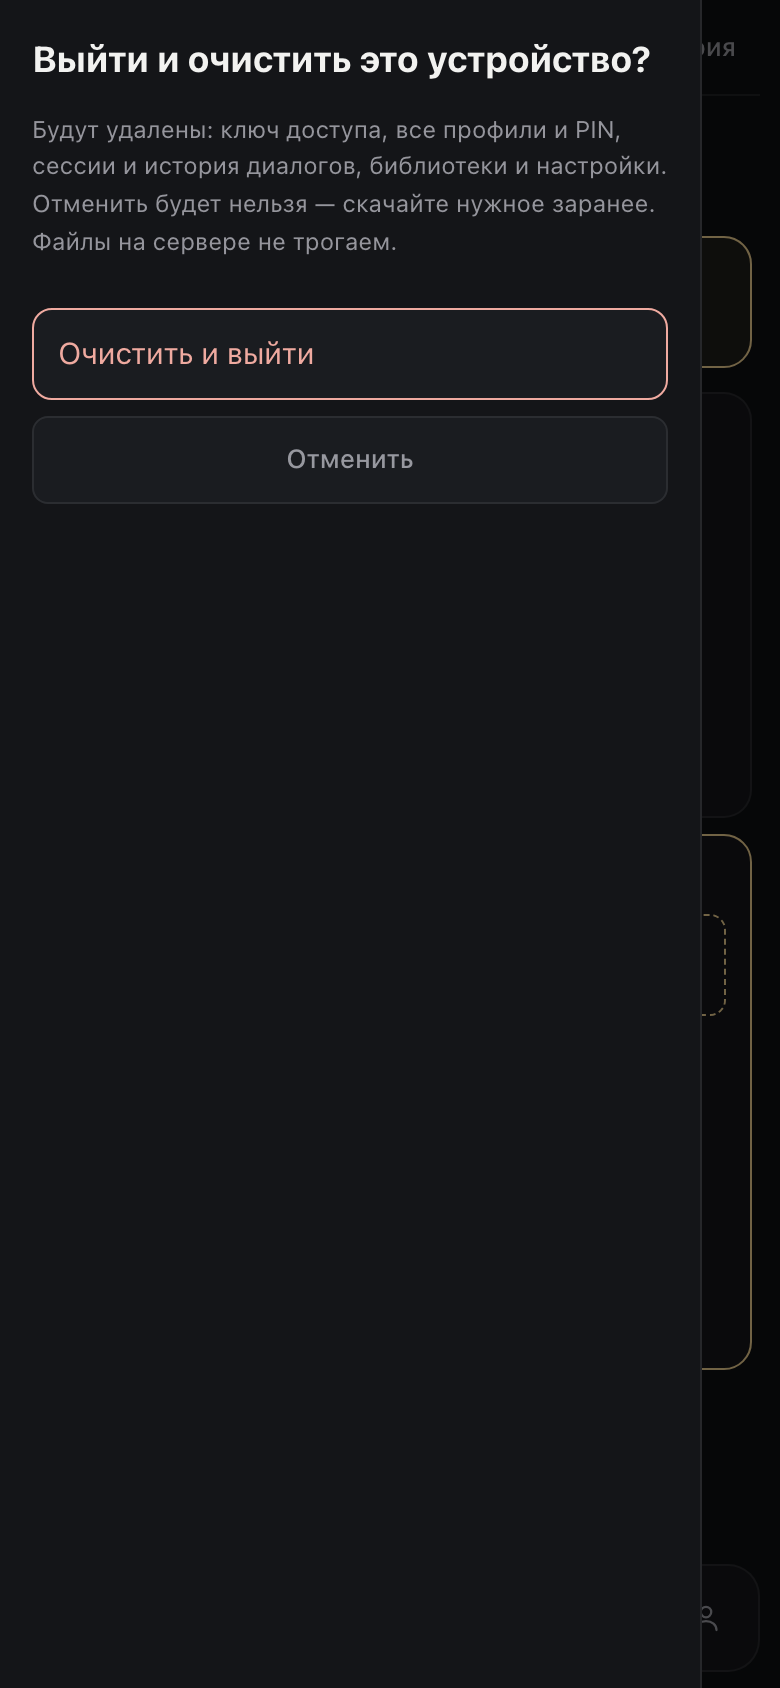 Выйти и очистить это устройство?
Будут удалены: ключ доступа, все профили и PIN,
сессии и история диалогов, библиотеки и настройки.
Отменить будет нельзя — скачайте нужное заранее.
Файлы на сервере не трогаем.
Очистить и выйти
Отменить